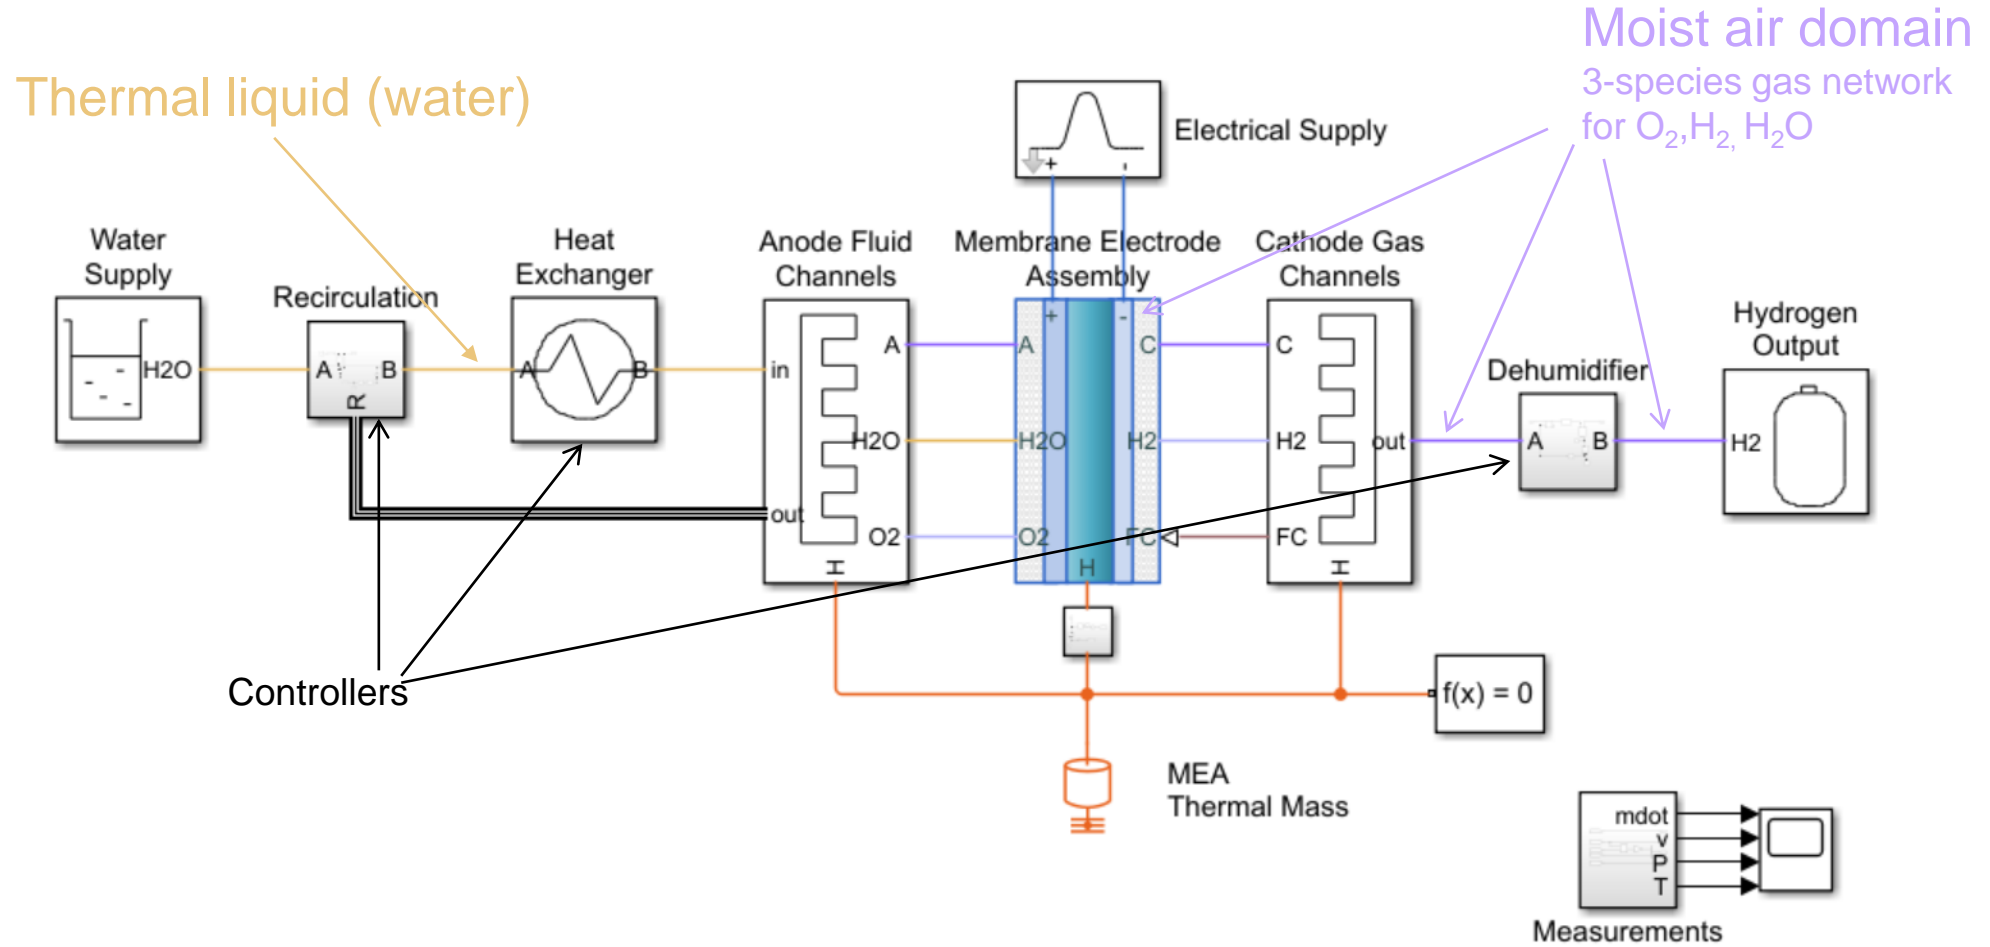 Moist air domain
3-species gas network
for O₂,H₂, H₂O
Thermal liquid (water)
Electrical Supply
+ -
Water
Supply
H2O
Recirculation
A B
R
Heat
Exchanger
A B
Anode Fluid
Channels
in
out
A
H2O
O2
H
Membrane Electrode
Assembly
+ -
A C
H2O H2
O2 FC
H
Cathode Gas
Channels
C
H2
FC
out
H
Dehumidifier
A B
Hydrogen
Output
H2
Controllers
f(x) = 0
MEA
Thermal Mass
mdot
v
P
T
Measurements